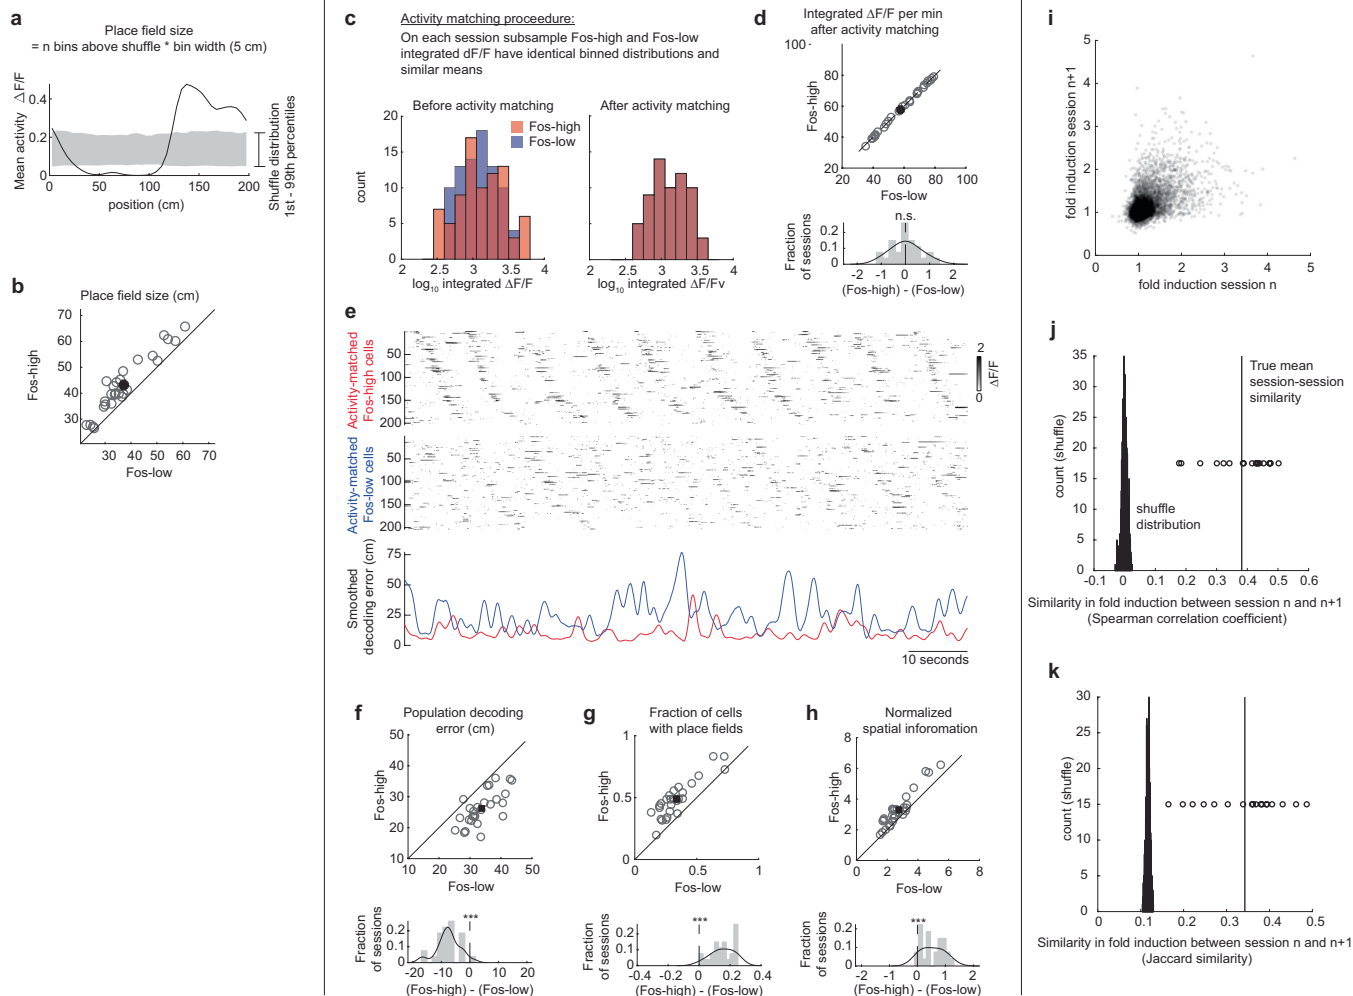 a
Place field size
= n bins above shuffle * bin width (5 cm)
Mean activity ΔF/F
0.4
0.2
0
0
50
100
150
200
position (cm)
Shuffle distribution
1st - 99th percentiles
b
Place field size (cm)
Fos-high
70
60
50
40
30
30 40 50 60 70
Fos-low
c
Activity matching proceedure:
On each session subsample Fos-high and Fos-low
integrated dF/F have identical binned distributions and
similar means
Before activity matching
Fos-high
Fos-low
count
20
15
10
5
0
2 2.5 3 3.5 4
log10 integrated ΔF/F
After activity matching
2 2.5 3 3.5 4
log10 integrated ΔF/Fv
d
Integrated ΔF/F per min
after activity matching
Fos-high
100
80
60
40
20
20 40 60 80 100
Fos-low
n.s.
Fraction
of sessions
0.2
0.1
0
-2 -1 0 1 2
(Fos-high) - (Fos-low)
e
Activity-matched
Fos-high cells
50
100
150
200
2
0
ΔF/F
Activity-matched
Fos-low cells
50
100
150
200
Smoothed
decoding error (cm)
75
50
25
0
10 seconds
f
Population decoding
error (cm)
Fos-high
50
40
30
20
10
10 20 30 40 50
Fos-low
***
Fraction
of sessions
0.2
0.1
0
-20 -10 0 10 20
(Fos-high) - (Fos-low)
g
Fraction of cells
with place fields
Fos-high
1
0.5
0
0 0.5 1
Fos-low
***
Fraction
of sessions
0.2
0.1
0
-0.4 -0.2 0 0.2 0.4
(Fos-high) - (Fos-low)
h
Normalized
spatial inforomation
Fos-high
8
6
4
2
0
0 2 4 6 8
Fos-low
***
Fraction
of sessions
0.2
0.1
0
-2 -1 0 1 2
(Fos-high) - (Fos-low)
i
fold induction session n+1
5
4
3
2
1
0
0 1 2 3 4 5
fold induction session n
j
count (shuffle)
35
30
25
20
15
10
5
0
True mean
session-session
similarity
shuffle
distribution
-0.1 0 0.1 0.2 0.3 0.4 0.5 0.6
Similarity in fold induction between session n and n+1
(Spearman correlation coefficient)
k
count (shuffle)
30
25
20
15
10
5
0
0 0.1 0.2 0.3 0.4 0.5
Similarity in fold induction between session n and n+1
(Jaccard similarity)